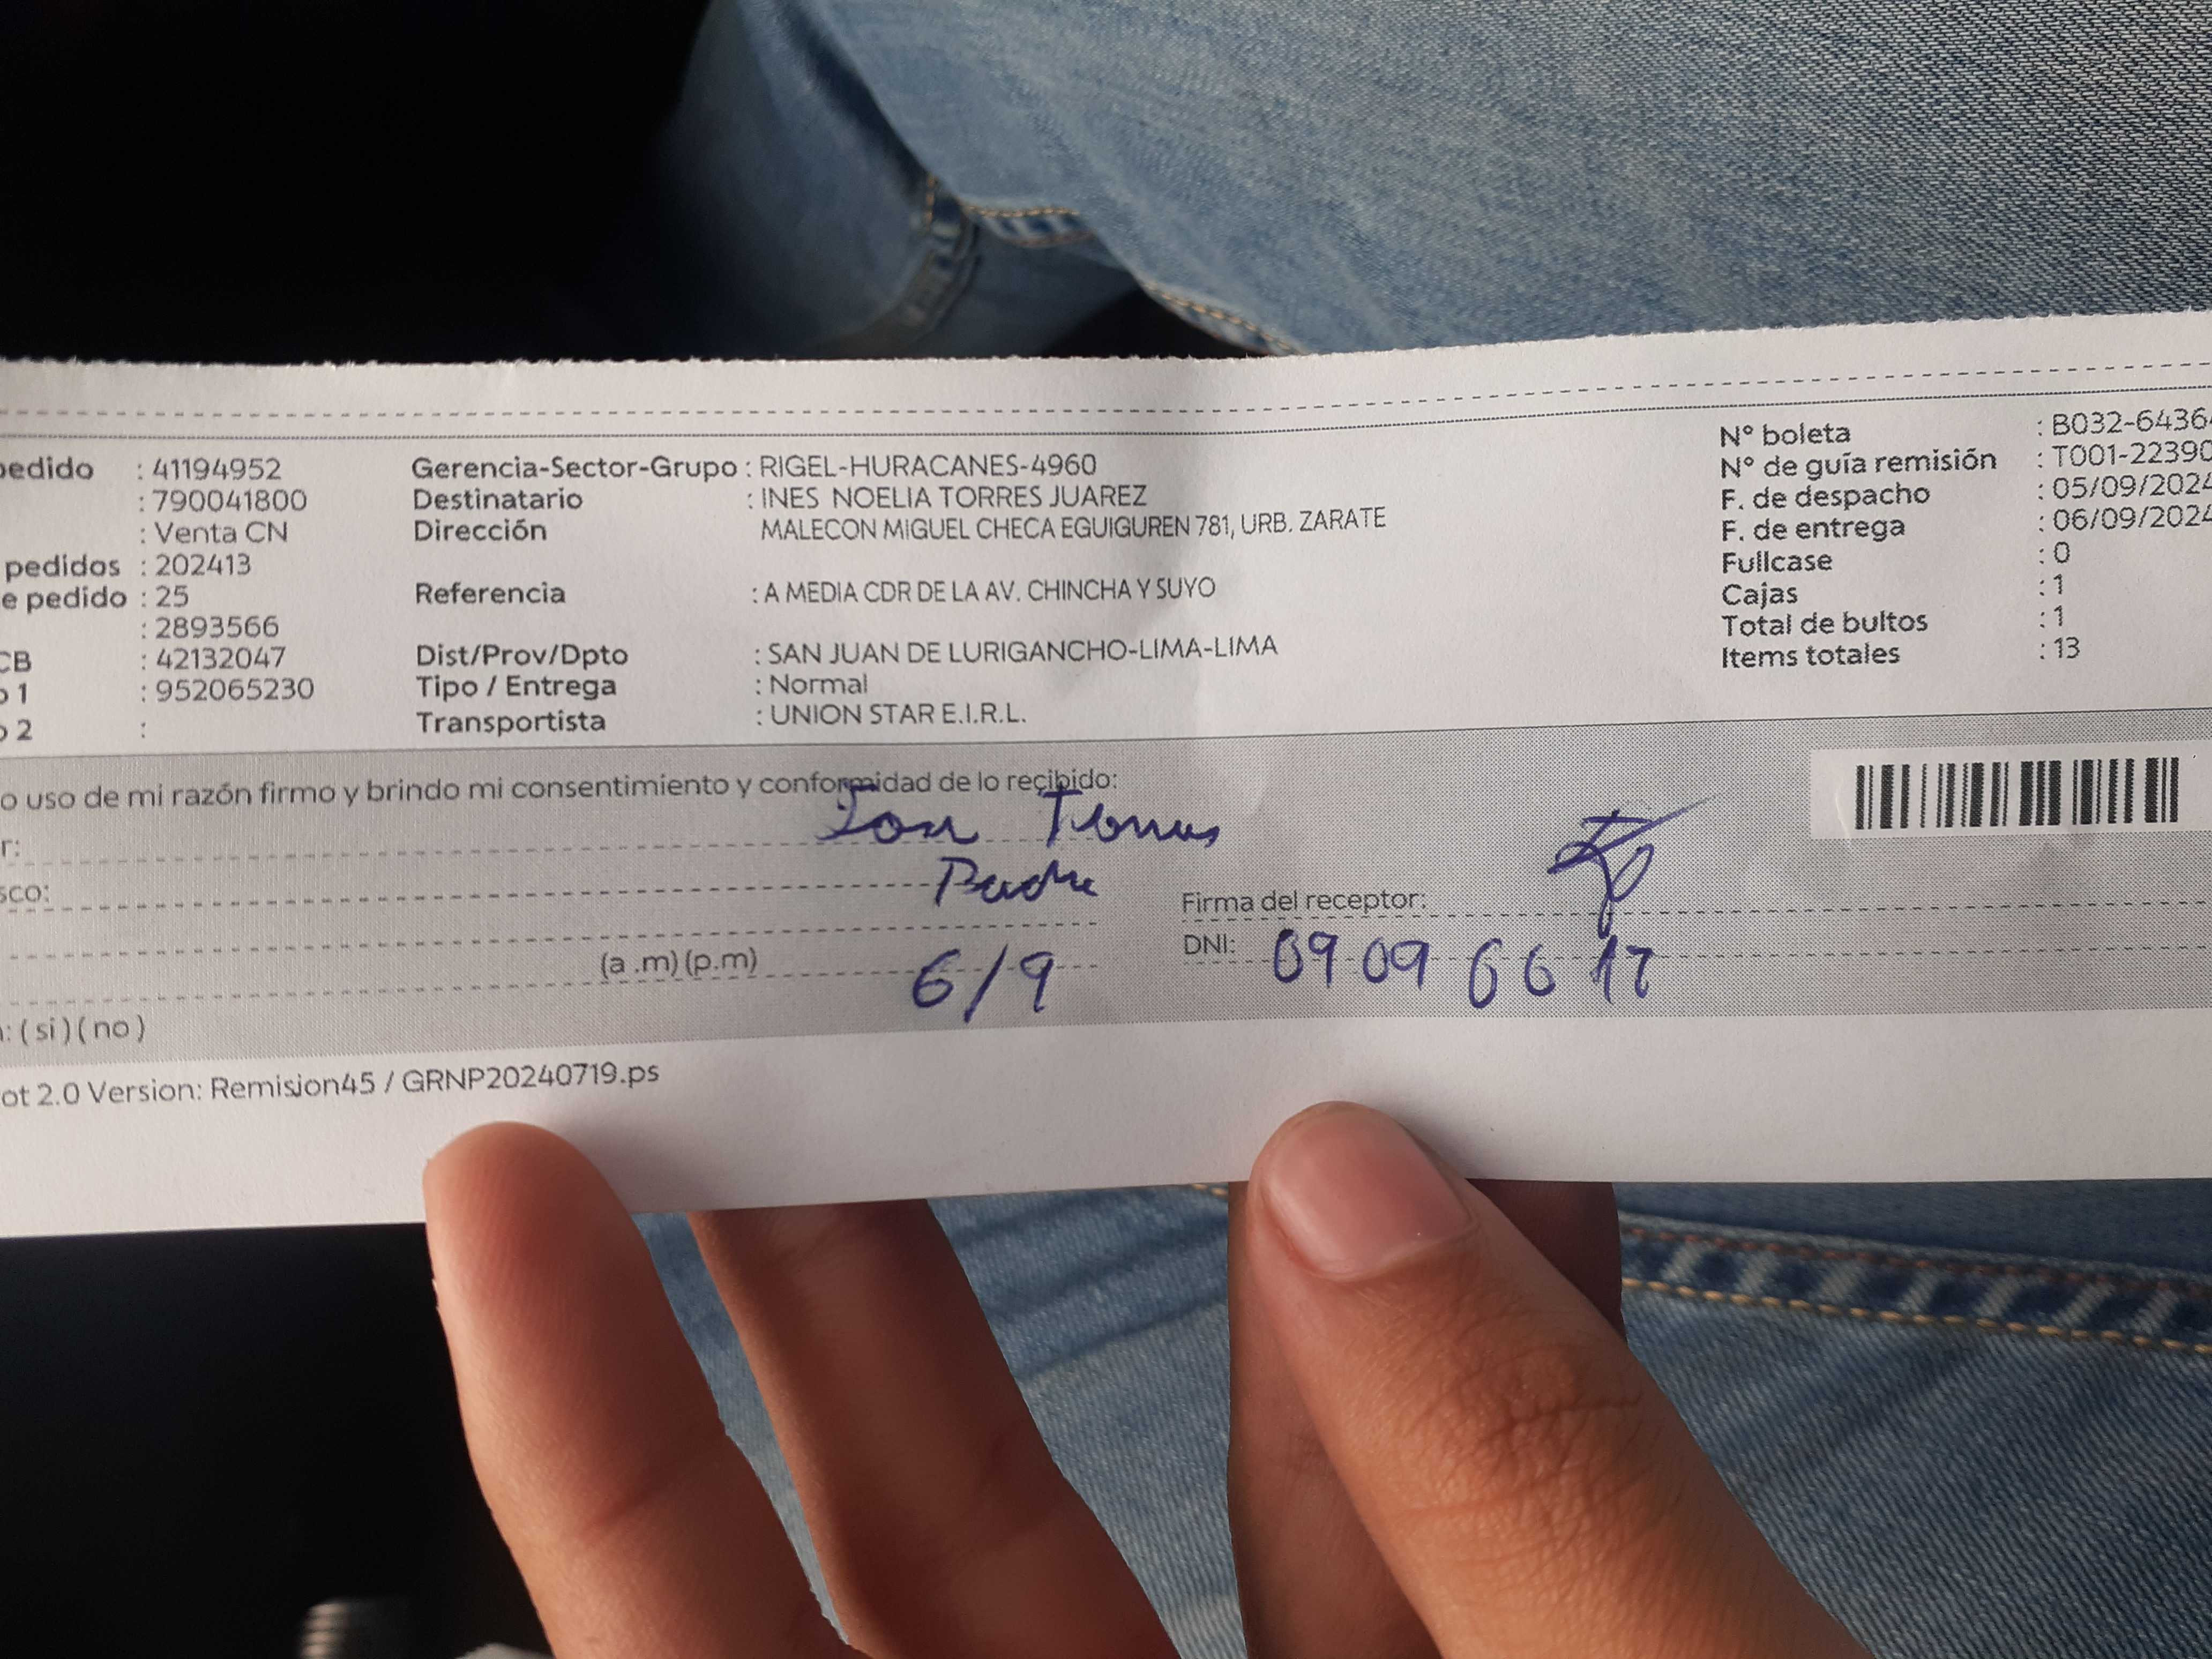 pedido : 41194952 Gerencia-Sector-Grupo : RIGEL-HURACANES-4960 N° boleta : B032-6436
: 790041800 Destinatario : INES NOELIA TORRES JUAREZ N° de guía remisión : T001-22390
: Venta CN Dirección MALECON MIGUEL CHECA EGUIGUREN 781, URB. ZARATE F. de despacho : 05/09/2024
pedidos : 202413 F. de entrega : 06/09/2024
e pedido : 25 Referencia : A MEDIA CDR DE LA AV. CHINCHA Y SUYO Fullcase : 0
: 2893566 Cajas : 1
CB : 42132047 Dist/Prov/Dpto : SAN JUAN DE LURIGANCHO-LIMA-LIMA Total de bultos : 1
o 1 : 952065230 Tipo / Entrega : Normal Items totales : 13
o 2 : Transportista : UNION STAR E.I.R.L.
o uso de mi razón firmo y brindo mi consentimiento y conformidad de lo recibido:
r: Torres
sco: Padre Firma del receptor:
(a .m) (p.m) 6/9 DNI: 09096617
: ( si ) ( no )
ot 2.0 Version: Remision45 / GRNP20240719.ps